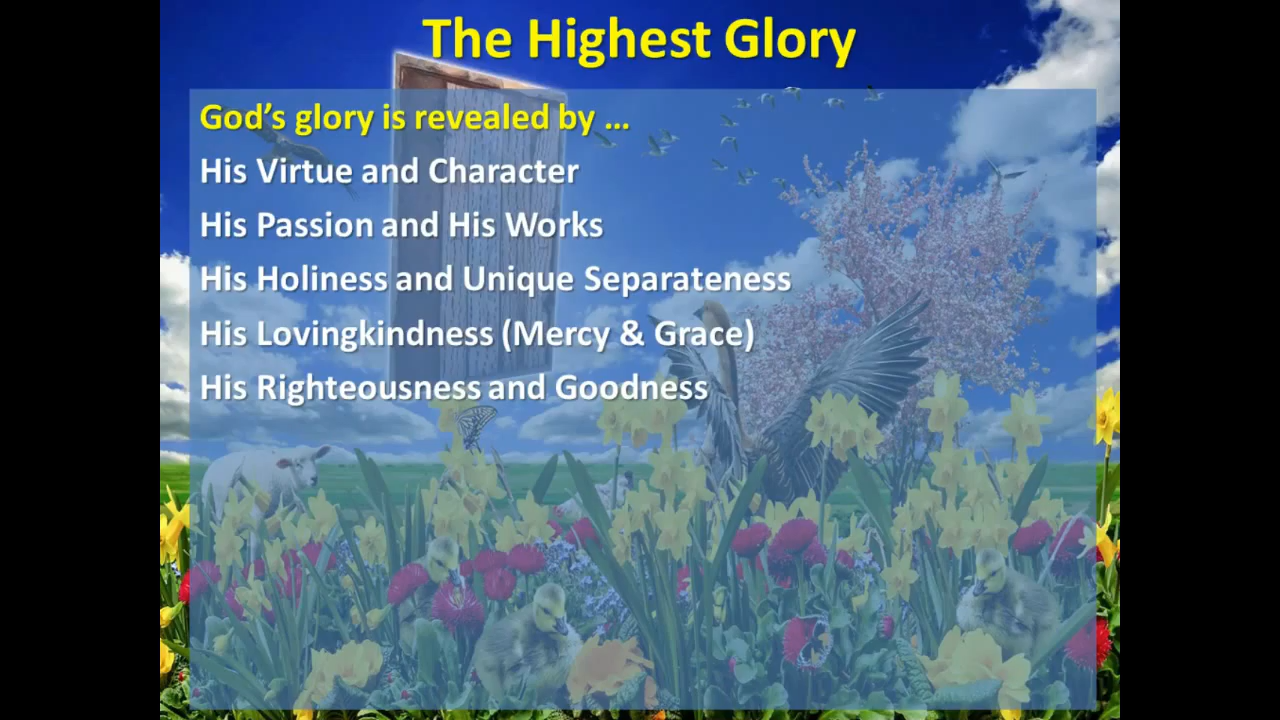 The Highest Glory
God’s glory is revealed by …
His Virtue and Character
His Passion and His Works
His Holiness and Unique Separateness
His Lovingkindness (Mercy & Grace)
His Righteousness and Goodness